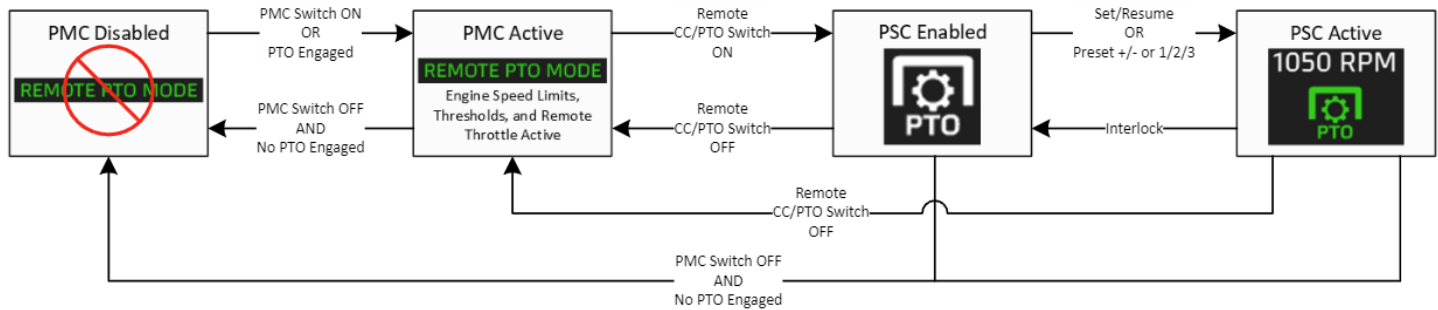 PMC Disabled
REMOTE PTO MODE
PMC Switch ON
OR
PTO Engaged
PMC Switch OFF
AND
No PTO Engaged
PMC Active
REMOTE PTO MODE
Engine Speed Limits,
Thresholds, and Remote
Throttle Active
Remote
CC/PTO Switch
ON
Remote
CC/PTO Switch
OFF
PSC Enabled
PTO
Set/Resume
OR
Preset +/- or 1/2/3
Interlock
PSC Active
1050 RPM
PTO
Remote
CC/PTO Switch
OFF
PMC Switch OFF
AND
No PTO Engaged